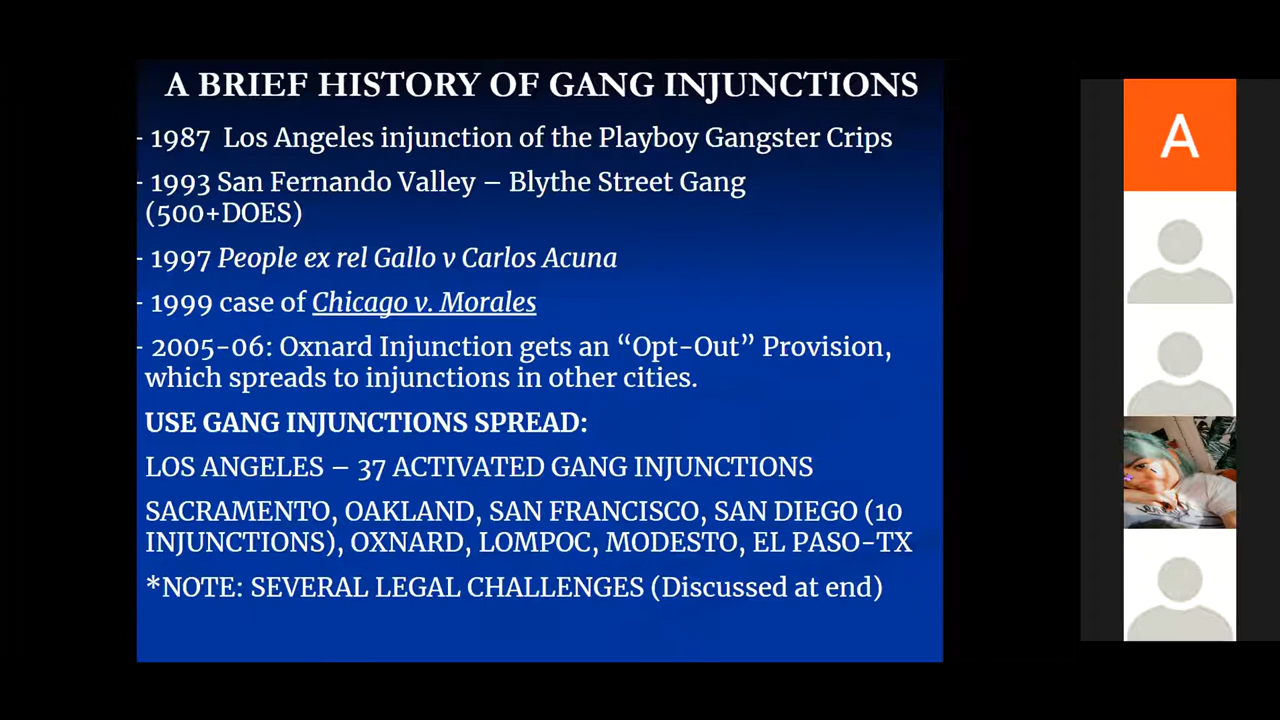 A BRIEF HISTORY OF GANG INJUNCTIONS
- 1987  Los Angeles injunction of the Playboy Gangster Crips
- 1993 San Fernando Valley – Blythe Street Gang
(500+DOES)
- 1997 People ex rel Gallo v Carlos Acuna
- 1999 case of Chicago v. Morales
- 2005-06: Oxnard Injunction gets an “Opt-Out” Provision,
which spreads to injunctions in other cities.
USE GANG INJUNCTIONS SPREAD:
LOS ANGELES – 37 ACTIVATED GANG INJUNCTIONS
SACRAMENTO, OAKLAND, SAN FRANCISCO, SAN DIEGO (10
INJUNCTIONS), OXNARD, LOMPOC, MODESTO, EL PASO-TX
*NOTE: SEVERAL LEGAL CHALLENGES (Discussed at end)
A